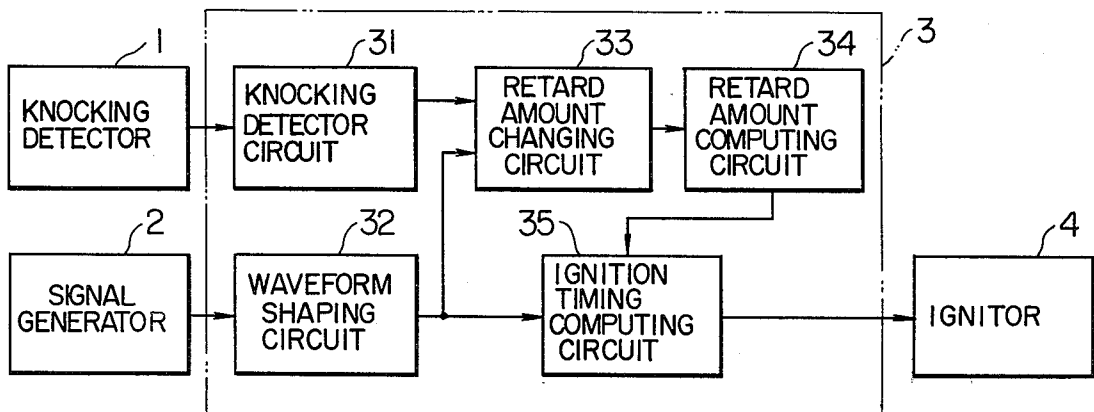 1
31
33
34
3
KNOCKING
DETECTOR
KNOCKING
DETECTOR
CIRCUIT
RETARD
AMOUNT
CHANGING
CIRCUIT
RETARD
AMOUNT
COMPUTING
CIRCUIT
2
32
35
4
SIGNAL
GENERATOR
WAVEFORM
SHAPING
CIRCUIT
IGNITION
TIMING
COMPUTING
CIRCUIT
IGNITOR